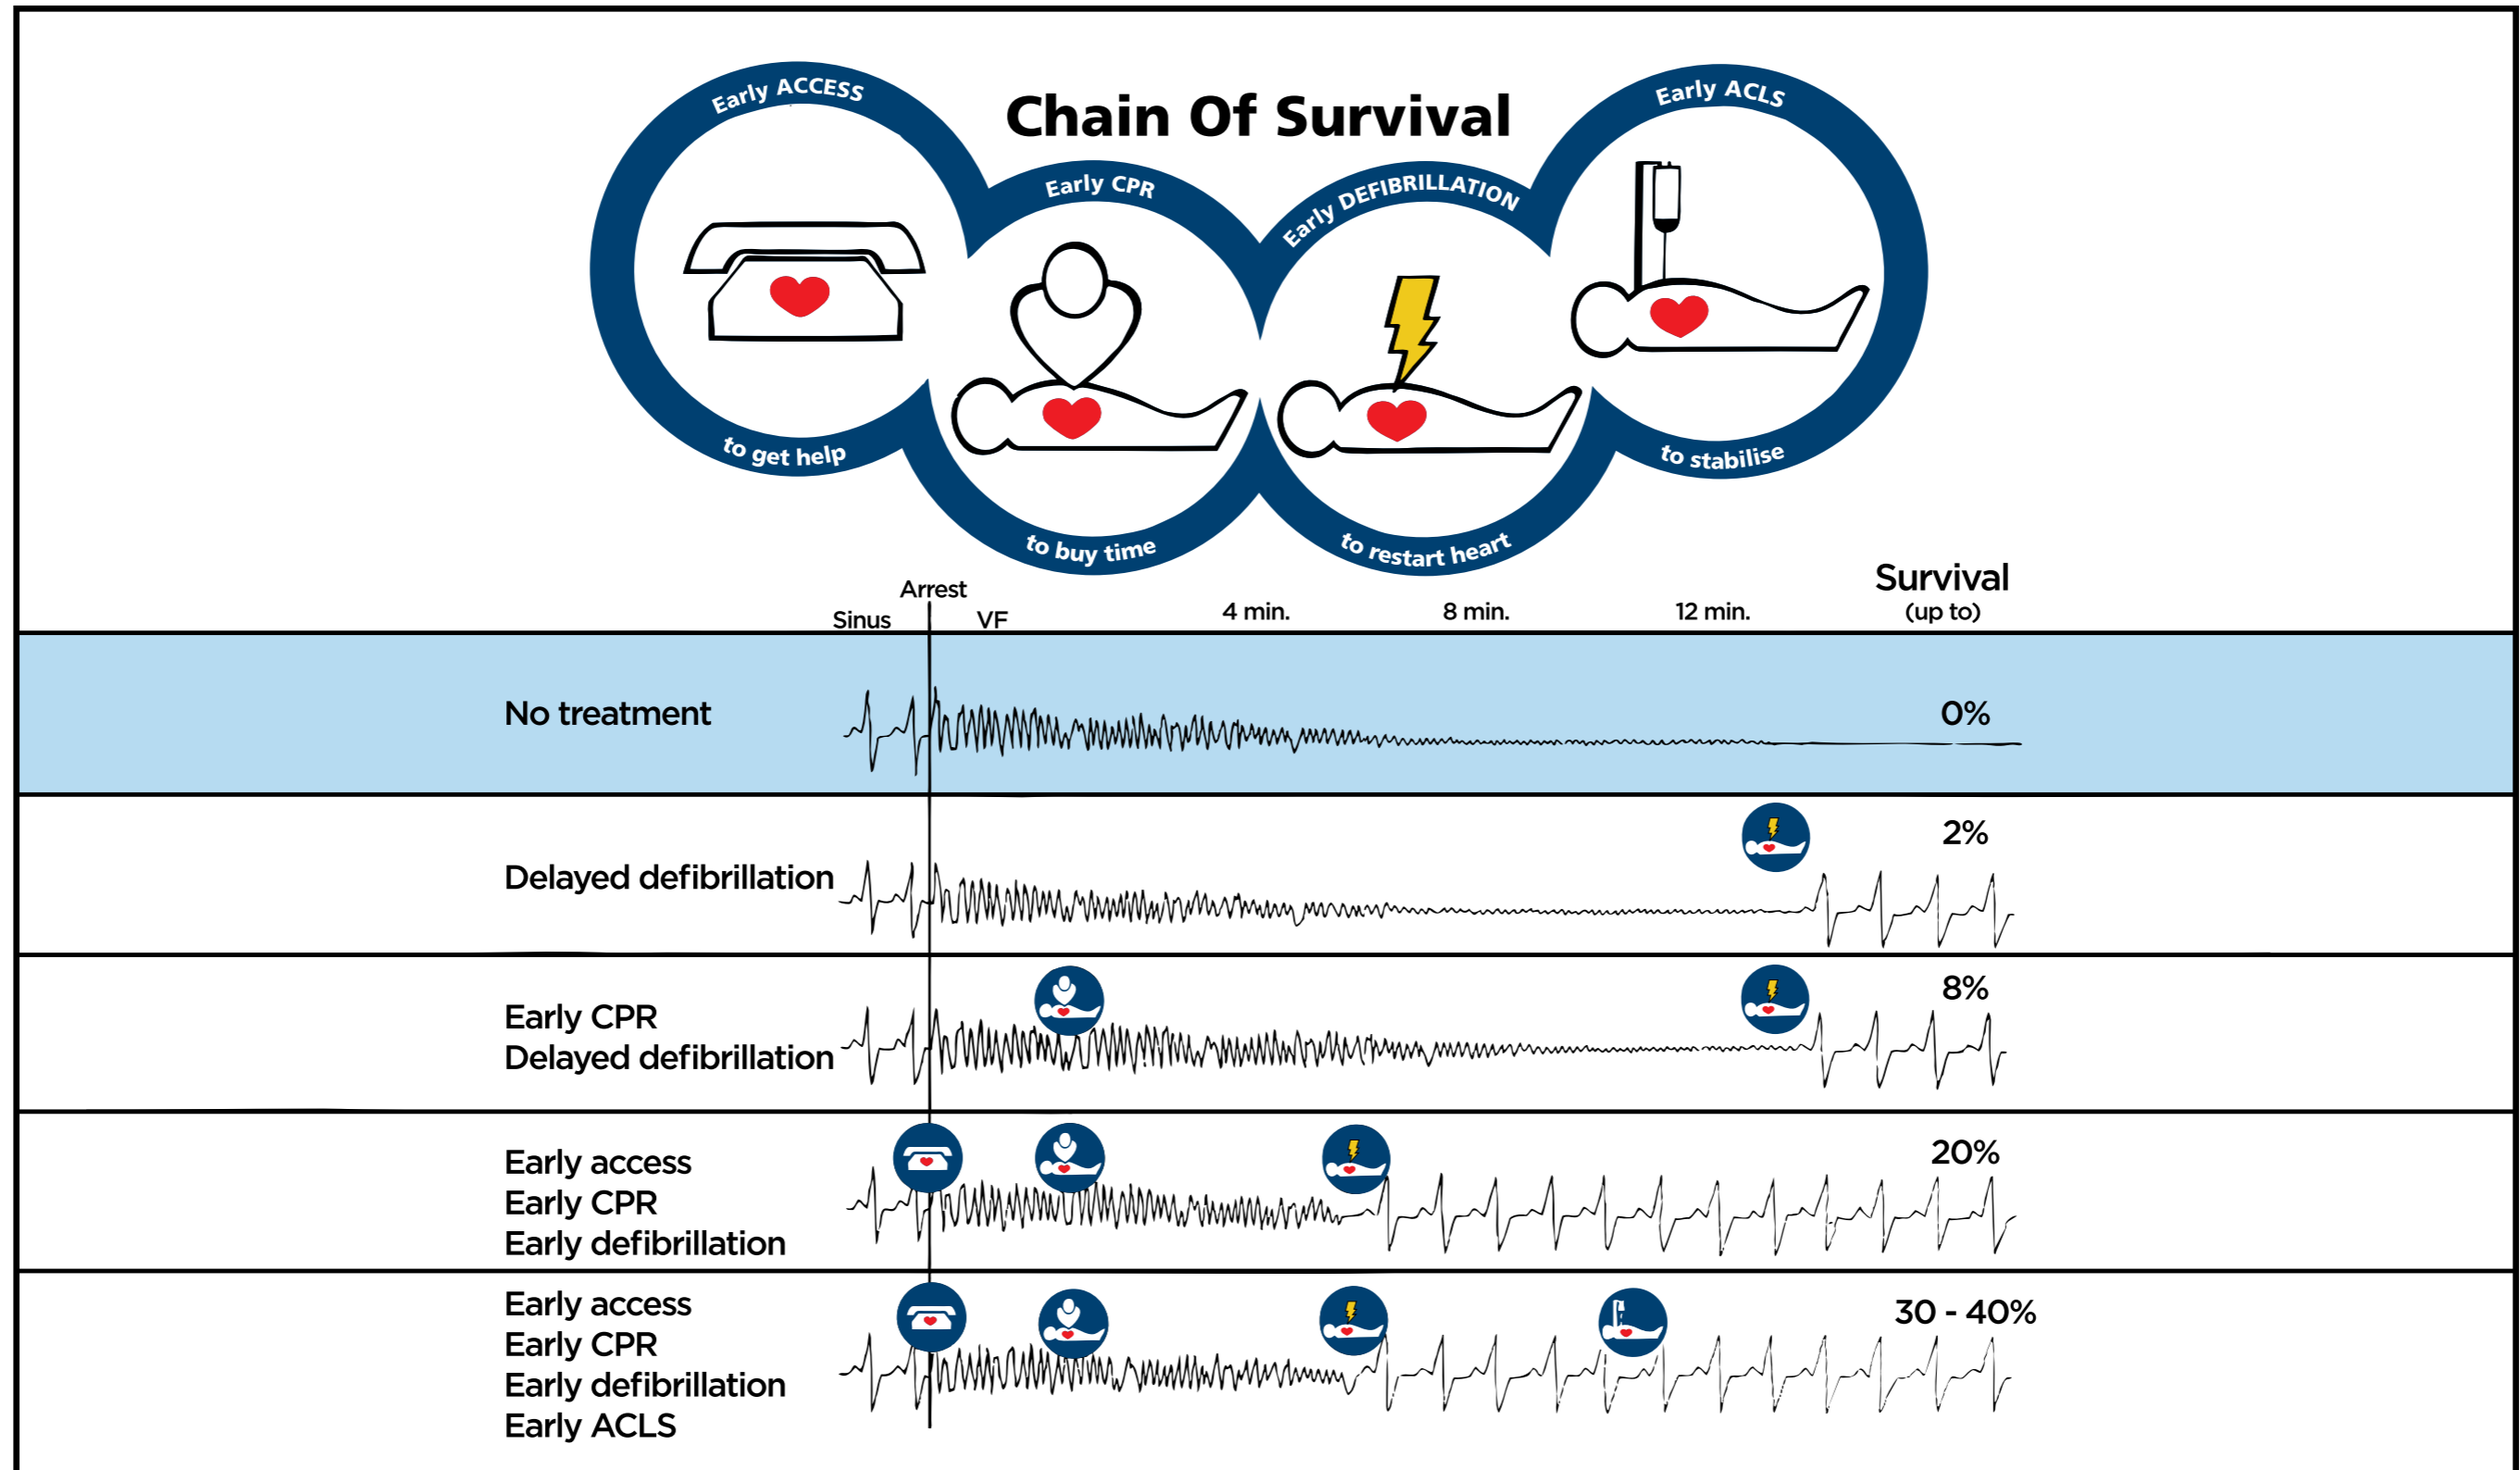 Chain Of Survival
Early ACCESS
to get help
Early CPR
to buy time
Early DEFIBRILLATION
to restart heart
Early ACLS
to stabilise
Sinus
Arrest
VF
4 min.
8 min.
12 min.
Survival
(up to)
No treatment
0%
Delayed defibrillation
2%
Early CPR
Delayed defibrillation
8%
Early access
Early CPR
Early defibrillation
20%
Early access
Early CPR
Early defibrillation
Early ACLS
30 - 40%